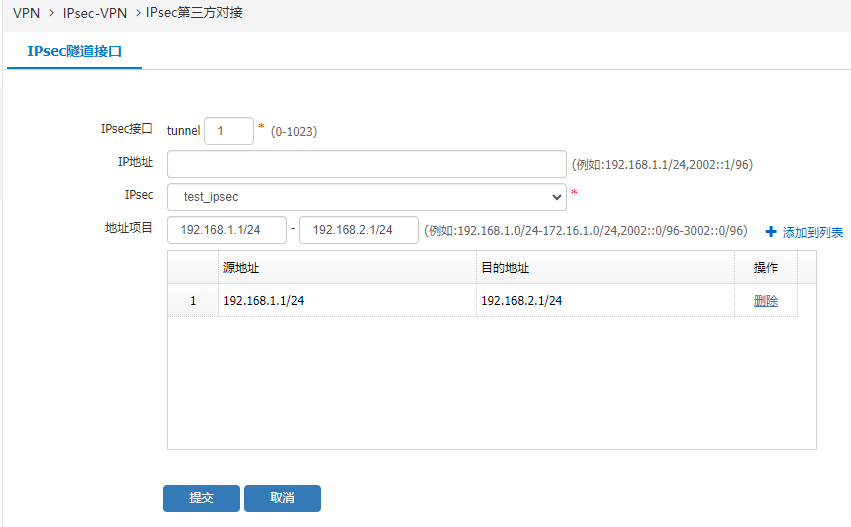 VPN > IPsec-VPN > IPsec第三方对接
IPsec隧道接口
IPsec接口 tunnel 1 * (0-1023)
IP地址 (例如:192.168.1.1/24,2002::1/96)
IPsec test_ipsec *
地址项目 192.168.1.1/24 - 192.168.2.1/24 (例如:192.168.1.0/24-172.16.1.0/24,2002::0/96-3002::0/96) 添加到列表
源地址 目的地址 操作
1 192.168.1.1/24 192.168.2.1/24 删除
提交 取消